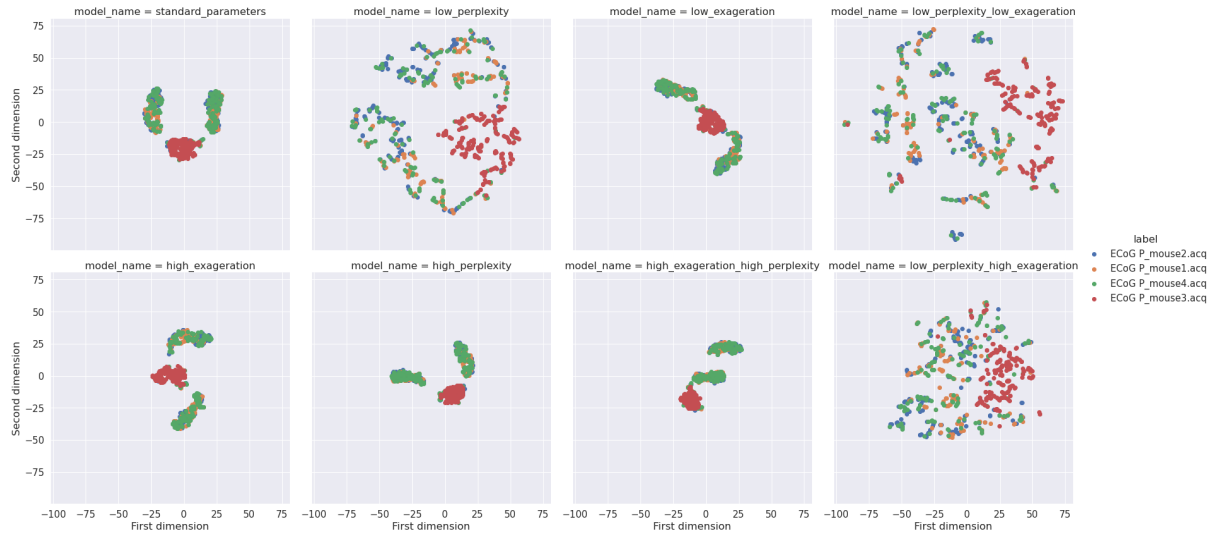 model_name = standard_parameters
model_name = low_perplexity
model_name = low_exageration
model_name = low_perplexity_low_exageration
75
50
25
0
−25
−50
−75
Second dimension
model_name = high_exageration
model_name = high_perplexity
model_name = high_exageration_high_perplexity
model_name = low_perplexity_high_exageration
75
50
25
0
−25
−50
−75
Second dimension
−100 −75 −50 −25 0 25 50 75
First dimension
−100 −75 −50 −25 0 25 50 75
First dimension
−100 −75 −50 −25 0 25 50 75
First dimension
−100 −75 −50 −25 0 25 50 75
First dimension
label
ECoG P_mouse2.acq
ECoG P_mouse1.acq
ECoG P_mouse4.acq
ECoG P_mouse3.acq